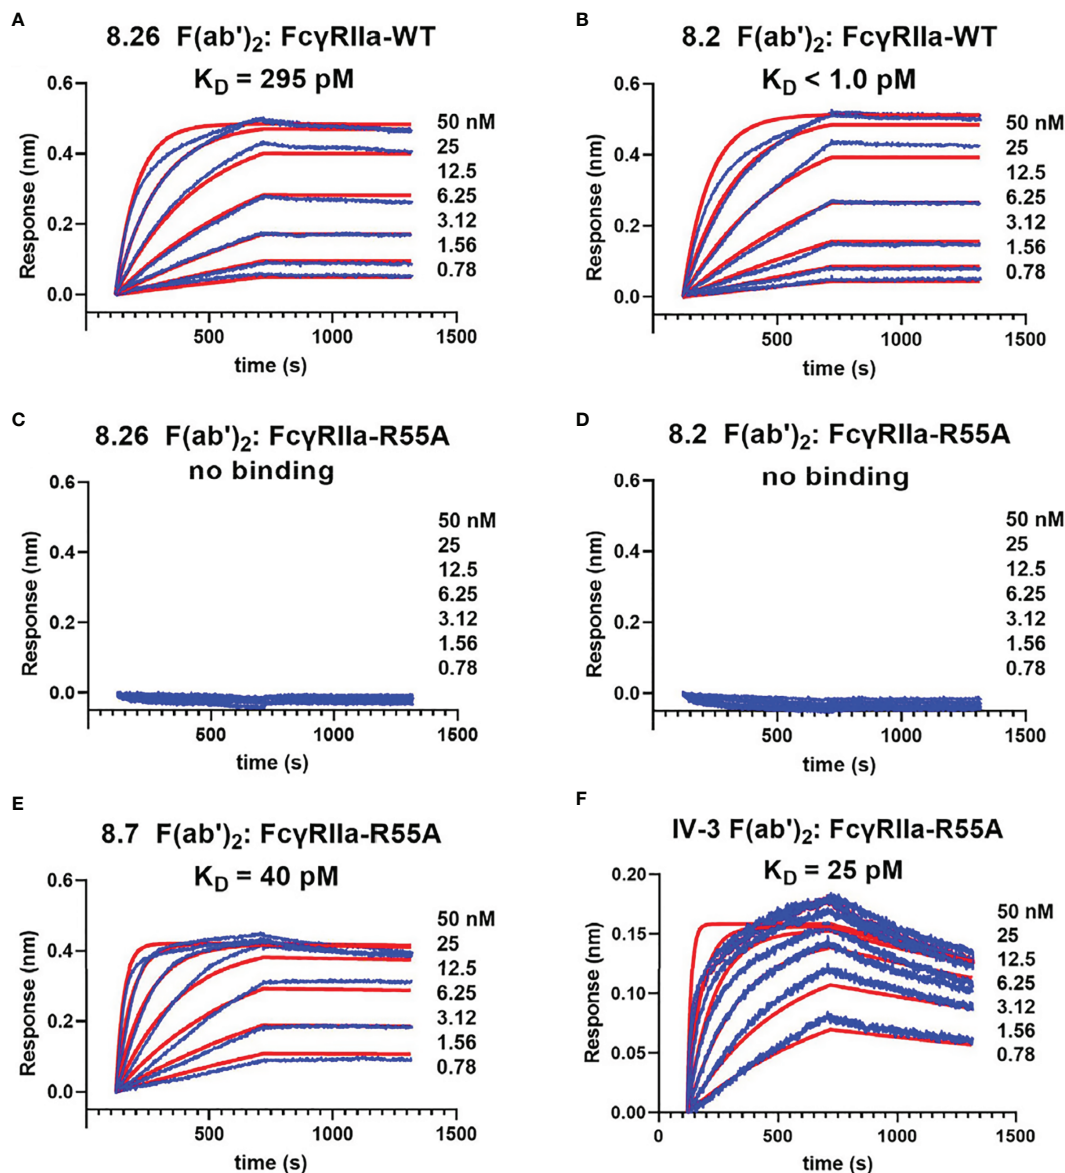 A
8.26 F(ab')2: FcγRIIa-WT
KD = 295 pM
0.6
0.4
0.2
0.0
Response (nm)
500
1000
1500
time (s)
50 nM
25
12.5
6.25
3.12
1.56
0.78
B
8.2 F(ab')2: FcγRIIa-WT
KD < 1.0 pM
0.6
0.4
0.2
0.0
Response (nm)
500
1000
1500
time (s)
50 nM
25
12.5
6.25
3.12
1.56
0.78
C
8.26 F(ab')2: FcγRIIa-R55A
no binding
0.6
0.4
0.2
0.0
Response (nm)
500
1000
1500
time (s)
50 nM
25
12.5
6.25
3.12
1.56
0.78
D
8.2 F(ab')2: FcγRIIa-R55A
no binding
0.6
0.4
0.2
0.0
Response (nm)
500
1000
1500
time (s)
50 nM
25
12.5
6.25
3.12
1.56
0.78
E
8.7 F(ab')2: FcγRIIa-R55A
KD = 40 pM
0.6
0.4
0.2
0.0
Response (nm)
500
1000
1500
time (s)
50 nM
25
12.5
6.25
3.12
1.56
0.78
F
IV-3 F(ab')2: FcγRIIa-R55A
KD = 25 pM
0.20
0.15
0.10
0.05
0.00
Response (nm)
0
500
1000
1500
time (s)
50 nM
25
12.5
6.25
3.12
1.56
0.78